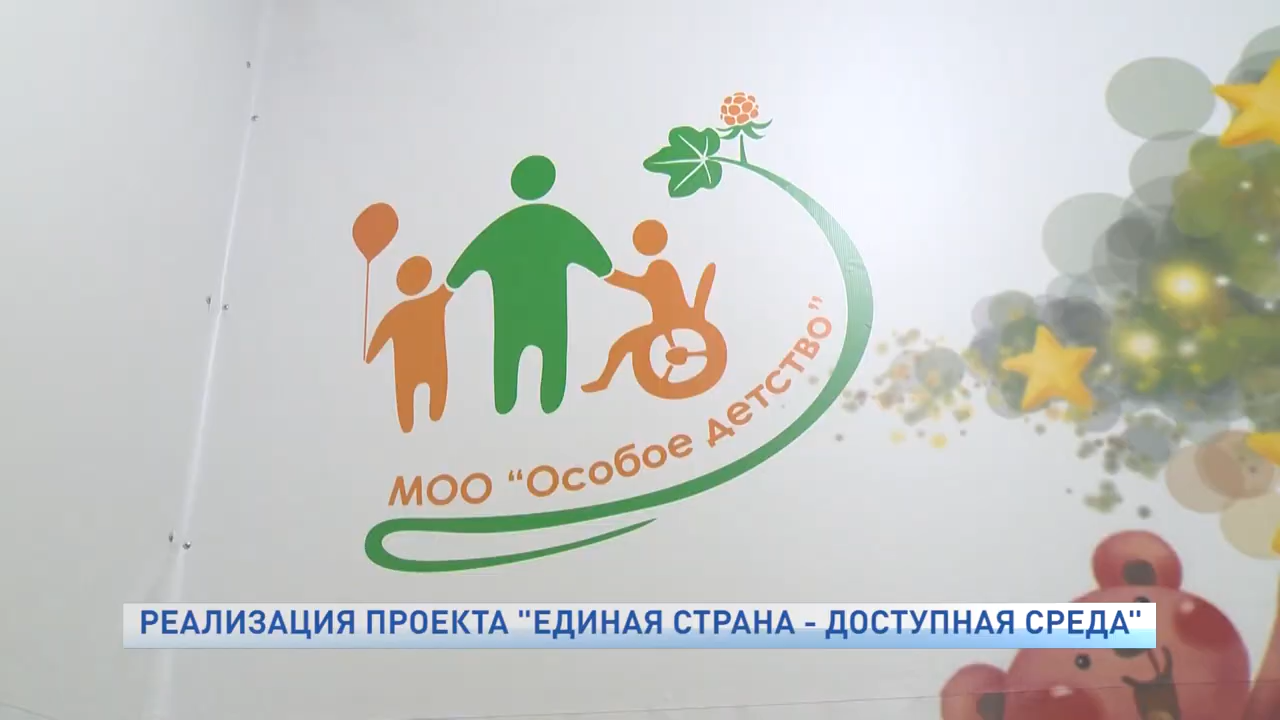 МОО “Особое детство”
РЕАЛИЗАЦИЯ ПРОЕКТА "ЕДИНАЯ СТРАНА - ДОСТУПНАЯ СРЕДА"